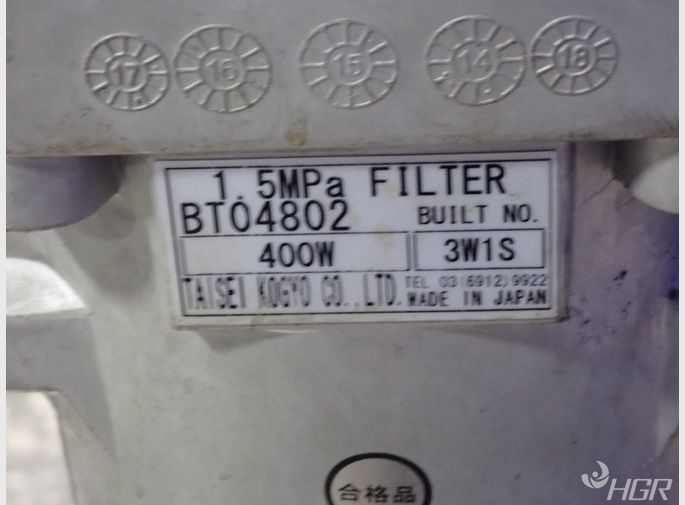 17 16 15 14 18
1.5MPa FILTER
BT04802 BUILT NO.
400W 3W1S
TAISEI KOGYO CO.,LTD. TEL 03(6912)9922
MADE IN JAPAN
合格品
HGR